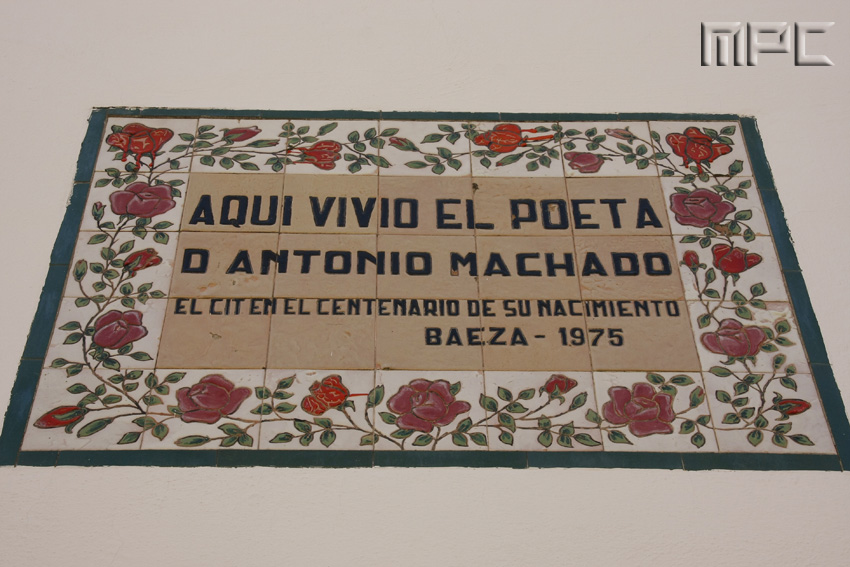 MPC
AQUI VIVIO EL POETA
D ANTONIO MACHADO
EL CIT EN EL CENTENARIO DE SU NACIMIENTO
BAEZA - 1975